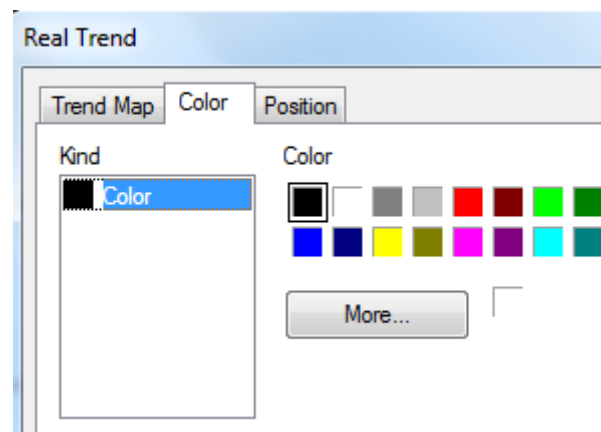 Real Trend
Trend Map Color Position
Kind Color
Color
More...